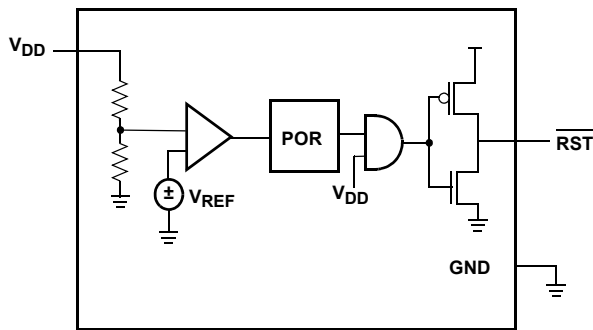 VDD
POR
RST
± VREF
VDD
GND